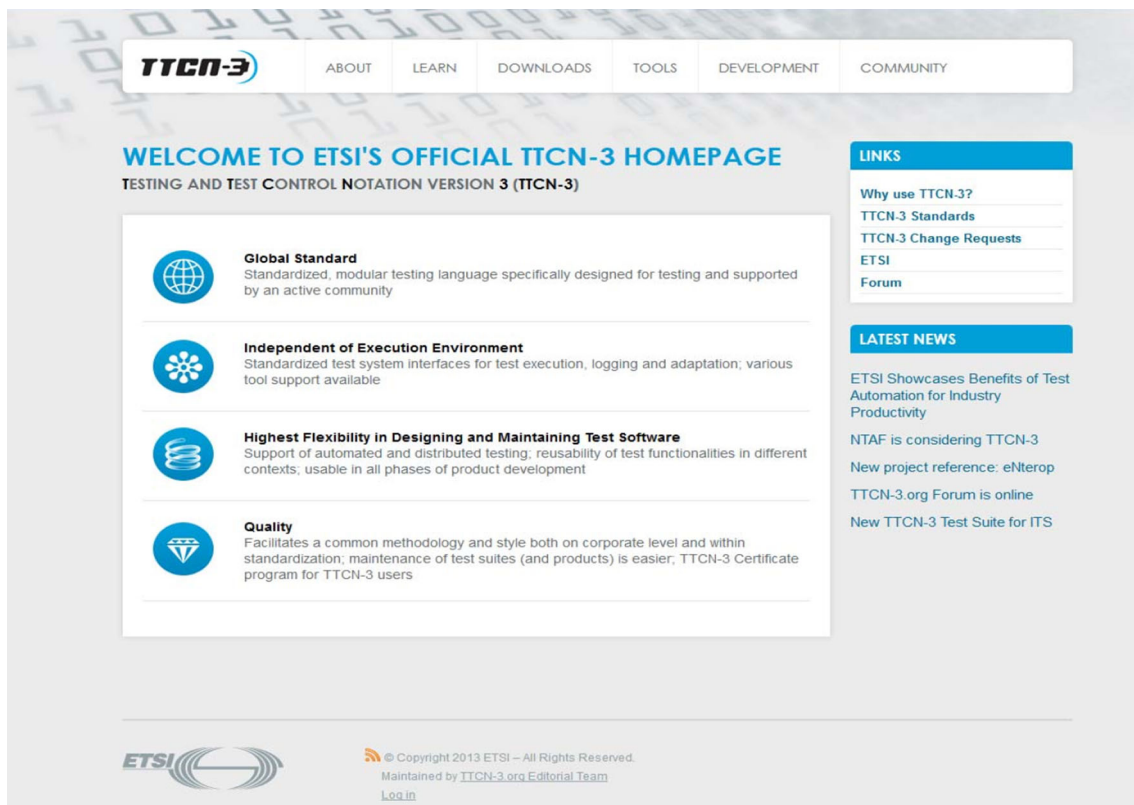 TTCN-3
ABOUT
LEARN
DOWNLOADS
TOOLS
DEVELOPMENT
COMMUNITY
WELCOME TO ETSI'S OFFICIAL TTCN-3 HOMEPAGE
TESTING AND TEST CONTROL NOTATION VERSION 3 (TTCN-3)
Global Standard
Standardized, modular testing language specifically designed for testing and supported
by an active community
Independent of Execution Environment
Standardized test system interfaces for test execution, logging and adaptation; various
tool support available
Highest Flexibility in Designing and Maintaining Test Software
Support of automated and distributed testing; reusability of test functionalities in different
contexts; usable in all phases of product development
Quality
Facilitates a common methodology and style both on corporate level and within
standardization; maintenance of test suites (and products) is easier; TTCN-3 Certificate
program for TTCN-3 users
LINKS
Why use TTCN-3?
TTCN-3 Standards
TTCN-3 Change Requests
ETSI
Forum
LATEST NEWS
ETSI Showcases Benefits of Test
Automation for Industry
Productivity
NTAF is considering TTCN-3
New project reference: eNterop
TTCN-3.org Forum is online
New TTCN-3 Test Suite for ITS
ETSI
© Copyright 2013 ETSI – All Rights Reserved.
Maintained by TTCN-3.org Editorial Team
Log in